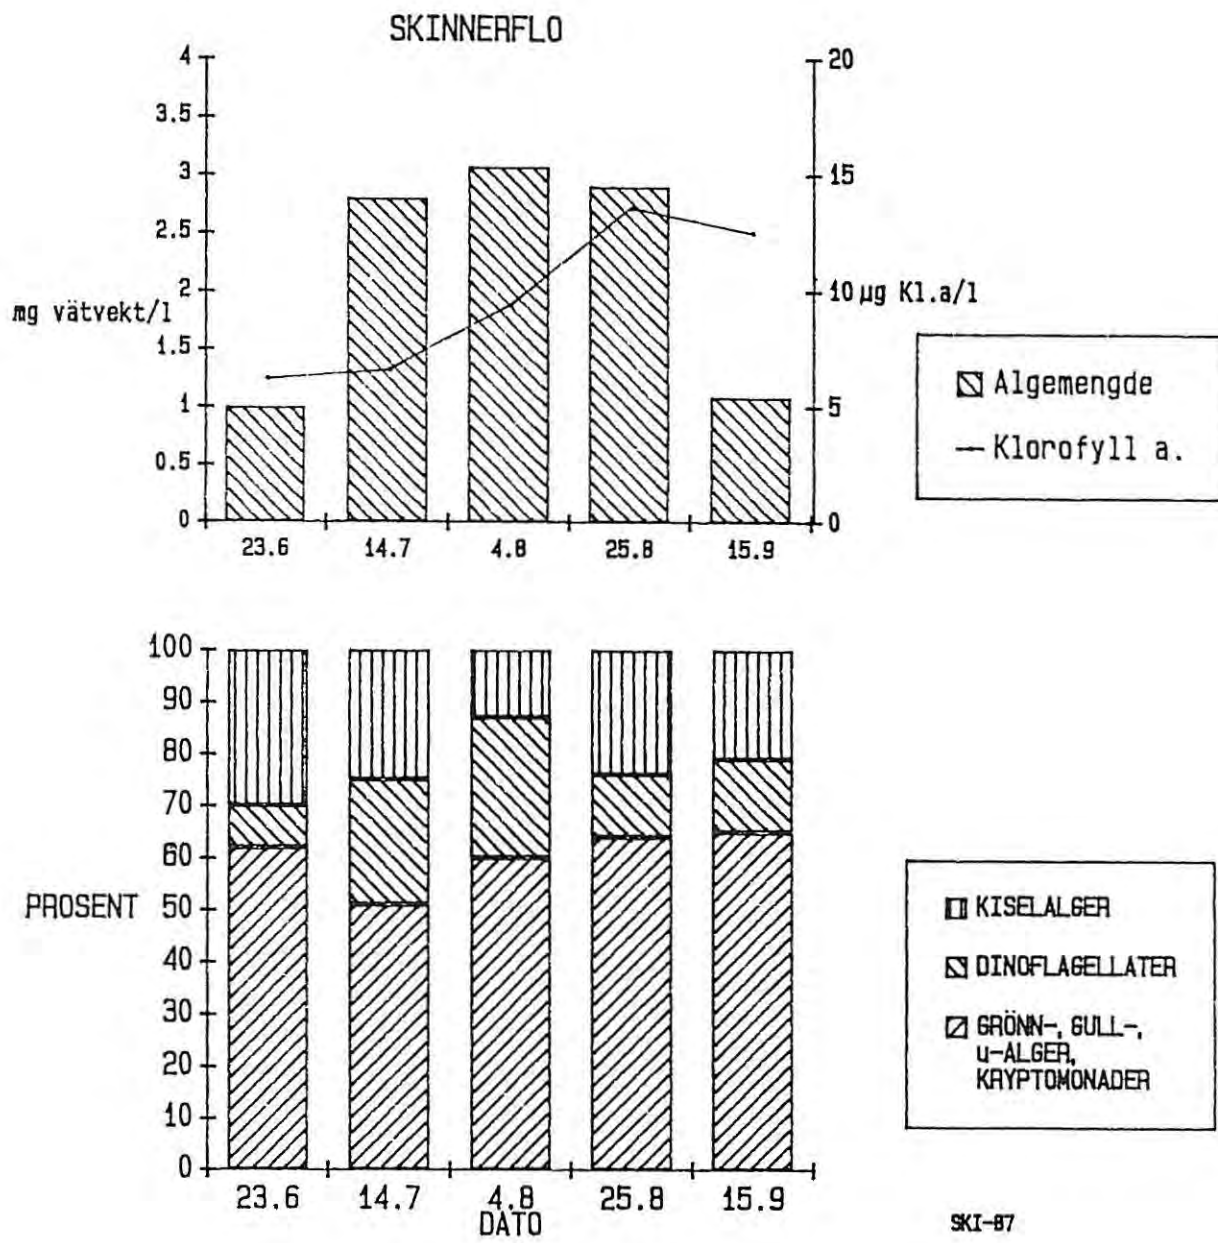 SKINNERFLO
4
3.5
3
2.5
2
1.5
1
0.5
0
mg vätvekt/l
20
15
10
5
0
µg Kl.a/l
23.6
14.7
4.8
25.8
15.9
Algemengde
Klorofyll a.
100
90
80
70
60
50
40
30
20
10
0
PROSENT
23.6
14.7
4.8
25.8
15.9
DATO
KISELALGER
DINOFLAGELLATER
GRÖNN-, GULL-,
u-ALGER,
KRYPTOMONADER
SKI-87